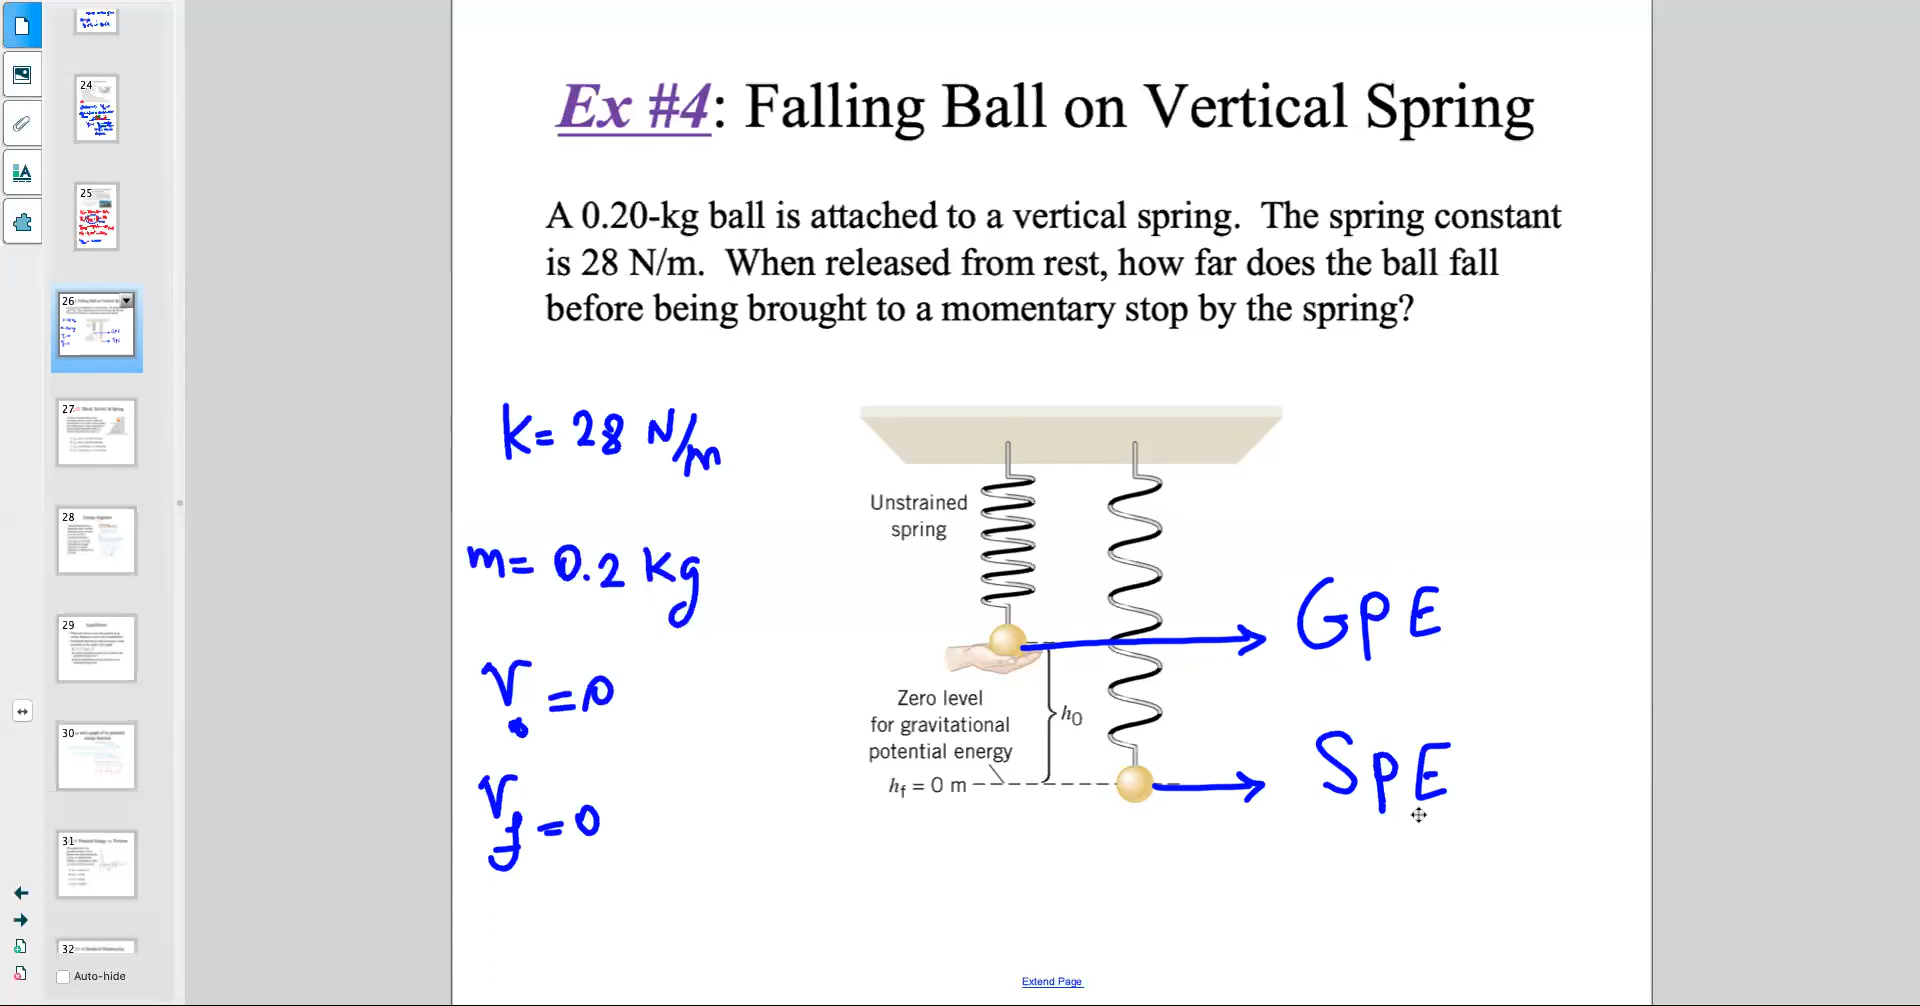 24
25
26
27
28
29
30
31
32
Auto-hide
Ex #4: Falling Ball on Vertical Spring
A 0.20-kg ball is attached to a vertical spring. The spring constant
is 28 N/m. When released from rest, how far does the ball fall
before being brought to a momentary stop by the spring?
K= 28 N/m
m= 0.2 kg
V0 =0
Vf =0
Unstrained
spring
Zero level
for gravitational
potential energy
h0
hf = 0 m
GPE
SPE
Extend Page